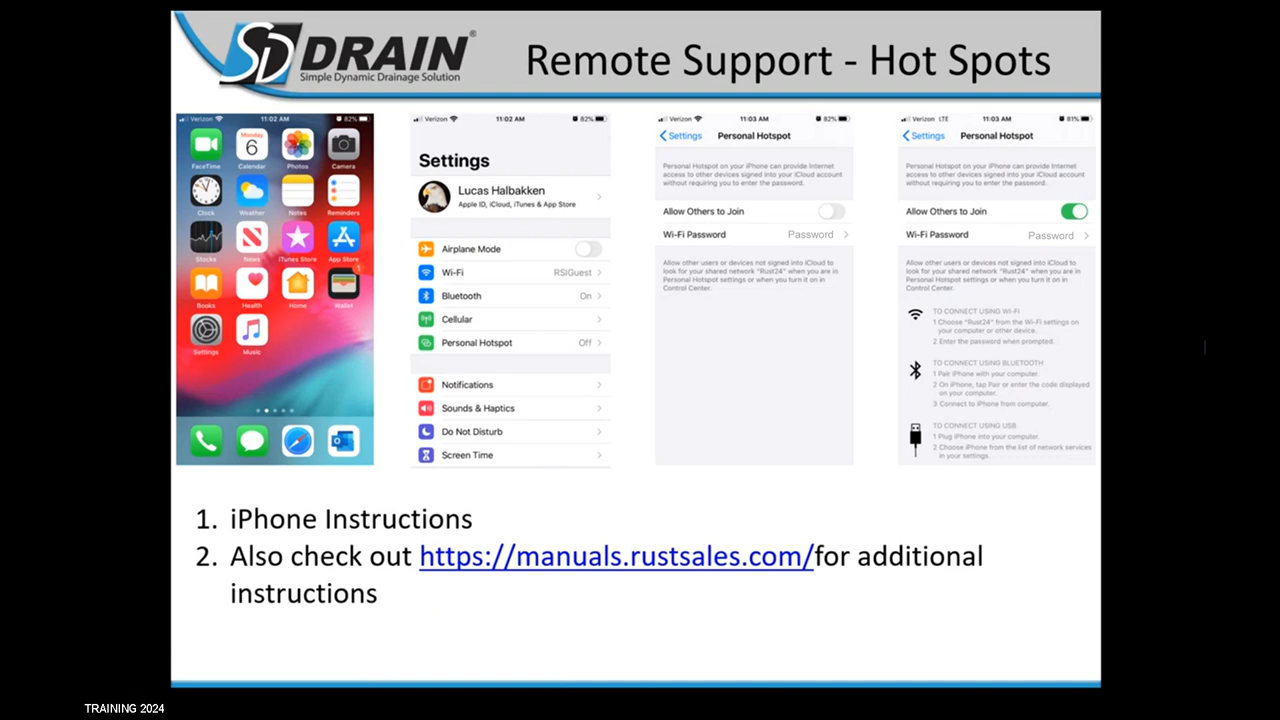 SD DRAIN®
Simple Dynamic Drainage Solution
Remote Support - Hot Spots
Verizon 11:02 AM 82%
Monday
6
FaceTime Calendar Photos Camera
Clock Weather Notes Reminders
Stocks News iTunes Store App Store
1
Books Health Home Wallet
Settings Music
Verizon 11:02 AM 82%
Settings
Lucas Halbakken
Apple ID, iCloud, iTunes & App Store
Airplane Mode
Wi-Fi RSIGuest
Bluetooth On
Cellular
Personal Hotspot Off
Notifications
Sounds & Haptics
Do Not Disturb
Screen Time
Verizon 11:03 AM 82%
Settings Personal Hotspot
Personal Hotspot on your iPhone can provide Internet
access to other devices signed into your iCloud account
without requiring you to enter the password.
Allow Others to Join
Wi-Fi Password Password
Allow other users or devices not signed into iCloud to
look for your shared network "Rust24" when you are in
Personal Hotspot settings or when you turn it on in
Control Center.
Verizon LTE 11:03 AM 81%
Settings Personal Hotspot
Personal Hotspot on your iPhone can provide Internet
access to other devices signed into your iCloud account
without requiring you to enter the password.
Allow Others to Join
Wi-Fi Password Password
Allow other users or devices not signed into iCloud to
look for your shared network "Rust24" when you are in
Personal Hotspot settings or when you turn it on in
Control Center.
TO CONNECT USING WI-FI
1 Choose "Rust24" from the Wi-Fi settings on
your computer or other device.
2 Enter the password when prompted.
TO CONNECT USING BLUETOOTH
1 Pair iPhone with your computer.
2 On iPhone, tap Pair or enter the code displayed
on your computer.
3 Connect to iPhone from computer.
TO CONNECT USING USB
1 Plug iPhone into your computer.
2 Choose iPhone from the list of network services
in your settings.
1. iPhone Instructions
2. Also check out https://manuals.rustsales.com/for additional
instructions
TRAINING 2024